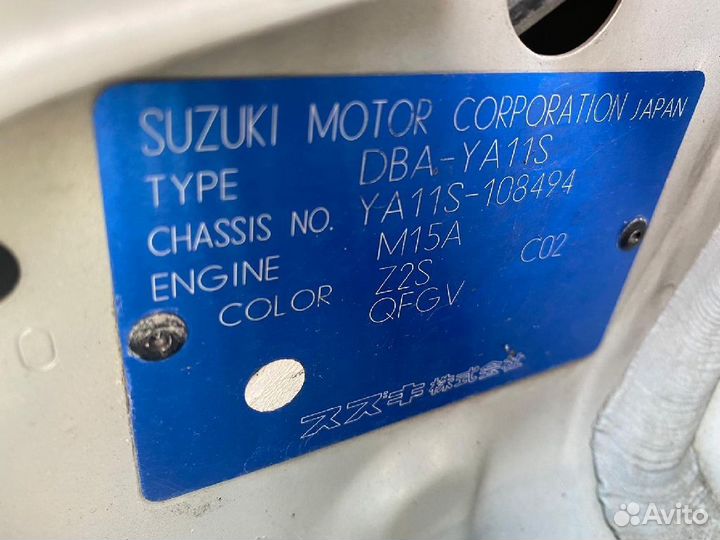 SUZUKI MOTOR CORPORATION JAPAN
TYPE DBA-YA11S
CHASSIS NO. YA11S-108494
ENGINE M15A
COLOR Z2S C02
QFGV
スズキ株式会社
Avito